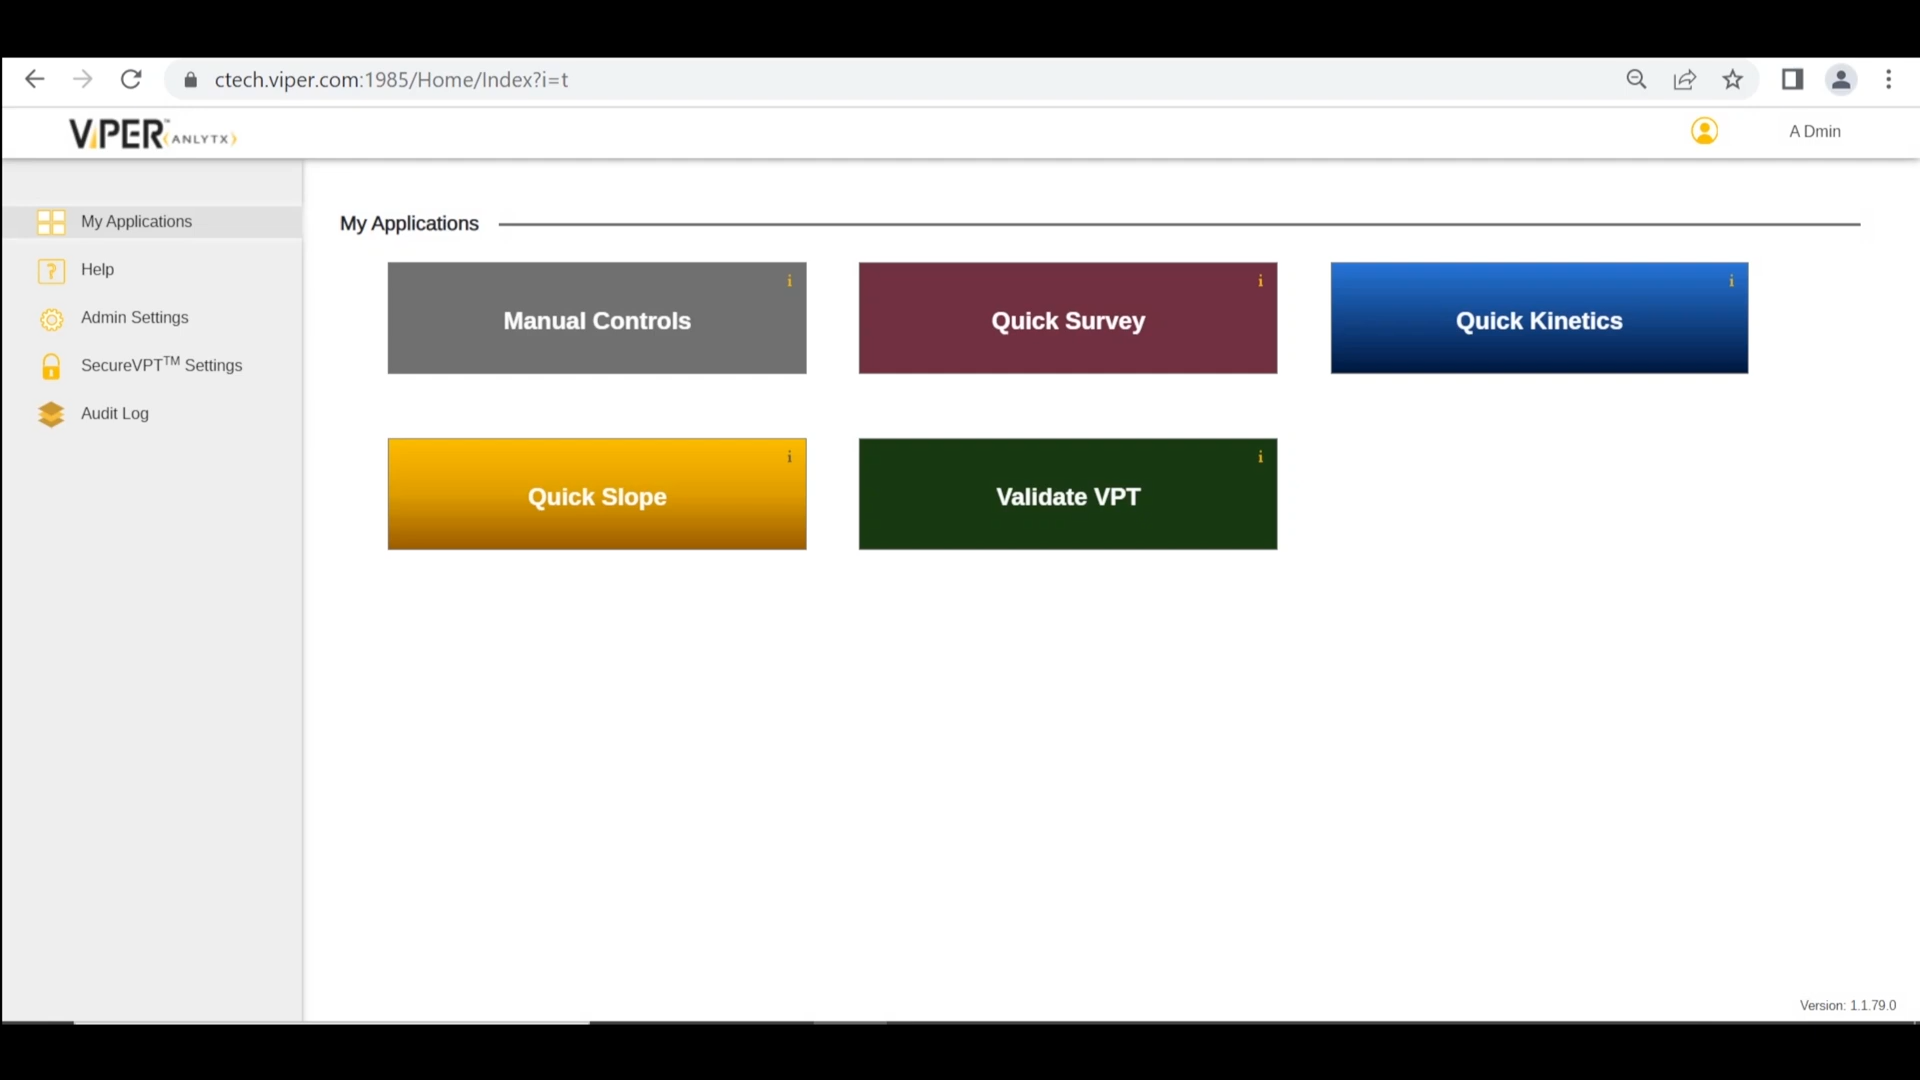 ctech.viper.com:1985/Home/Index?i=t
VIPER™ ANLYTX
A Dmin
My Applications
Help
Admin Settings
SecureVPT™ Settings
Audit Log
My Applications
Manual Controls i
Quick Survey i
Quick Kinetics i
Quick Slope i
Validate VPT i
Version: 1.1.79.0